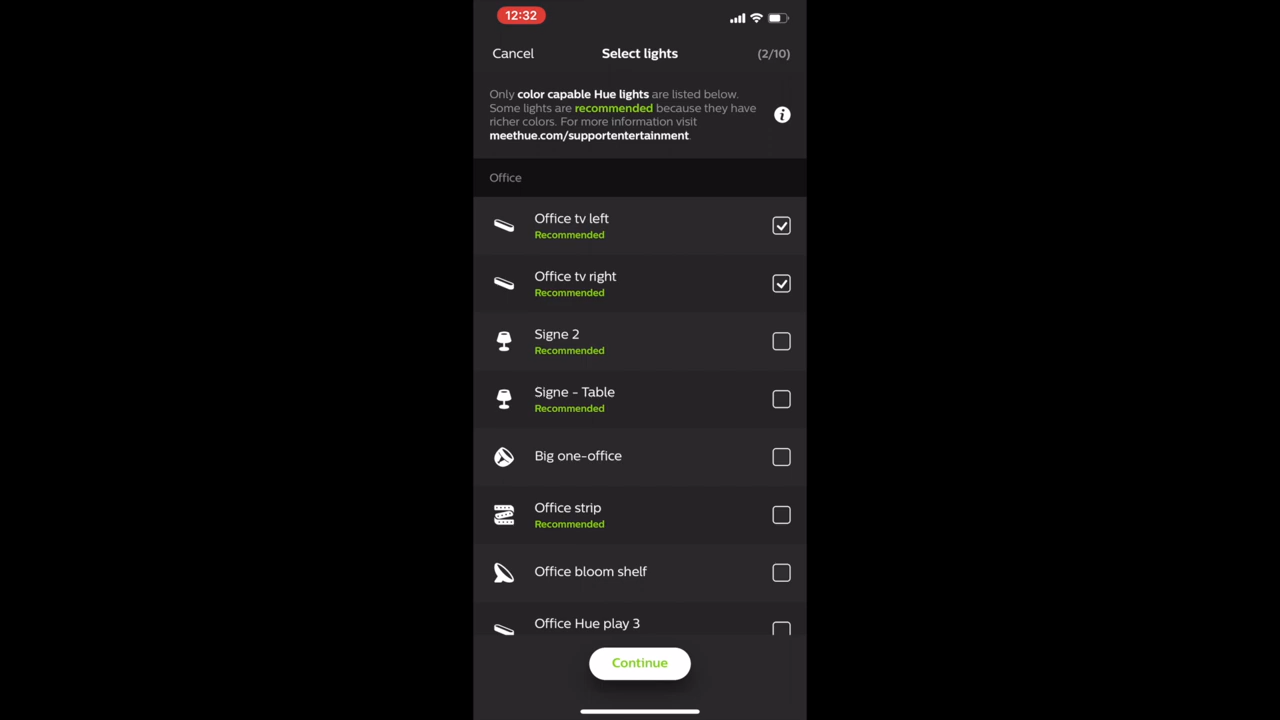 12:32
Cancel Select lights (2/10)
Only color capable Hue lights are listed below.
Some lights are recommended because they have
richer colors. For more information visit
meethue.com/supportentertainment.
Office
Office tv left
Recommended
Office tv right
Recommended
Signe 2
Recommended
Signe - Table
Recommended
Big one-office
Office strip
Recommended
Office bloom shelf
Office Hue play 3
Continue